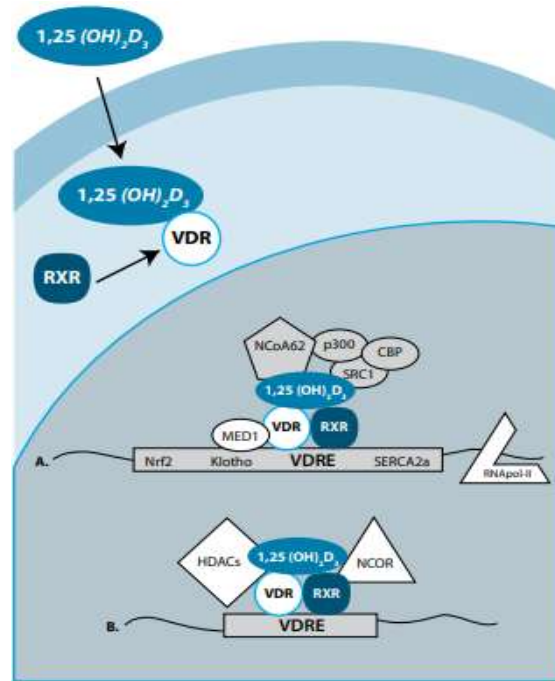 1,25 (OH)₂D₃
1,25 (OH)₂D₃
VDR
RXR
NCoA62
p300
CBP
SRC1
1,25 (OH)₂D₃
MED1
VDR
RXR
A.
Nrf2
Klotho
VDRE
SERCA2a
RNApol-II
HDACs
1,25 (OH)₂D₃
NCOR
VDR
RXR
B.
VDRE